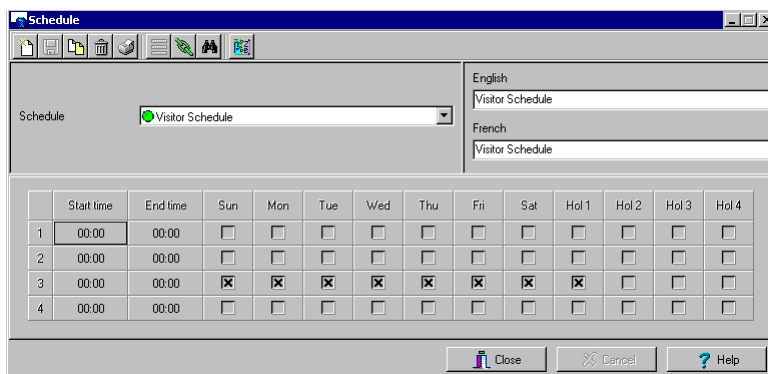 Schedule
English
Visitor Schedule
Schedule Visitor Schedule
French
Visitor Schedule
Start time End time Sun Mon Tue Wed Thu Fri Sat Hol 1 Hol 2 Hol 3 Hol 4
1 00:00 00:00
2 00:00 00:00
3 00:00 00:00
4 00:00 00:00
Close Cancel ? Help